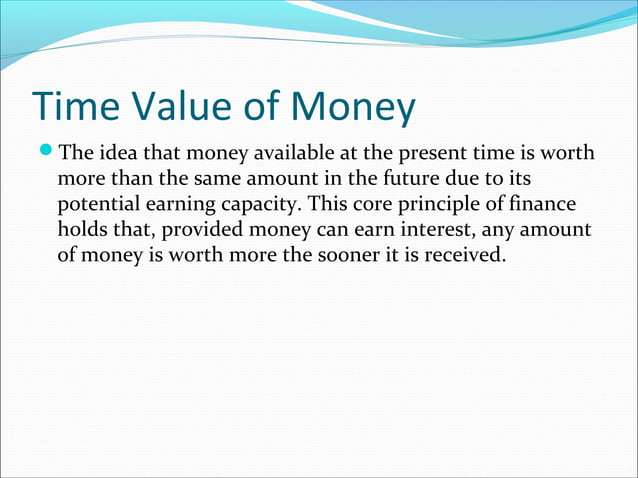 Time Value of Money
The idea that money available at the present time is worth
more than the same amount in the future due to its
potential earning capacity. This core principle of finance
holds that, provided money can earn interest, any amount
of money is worth more the sooner it is received.